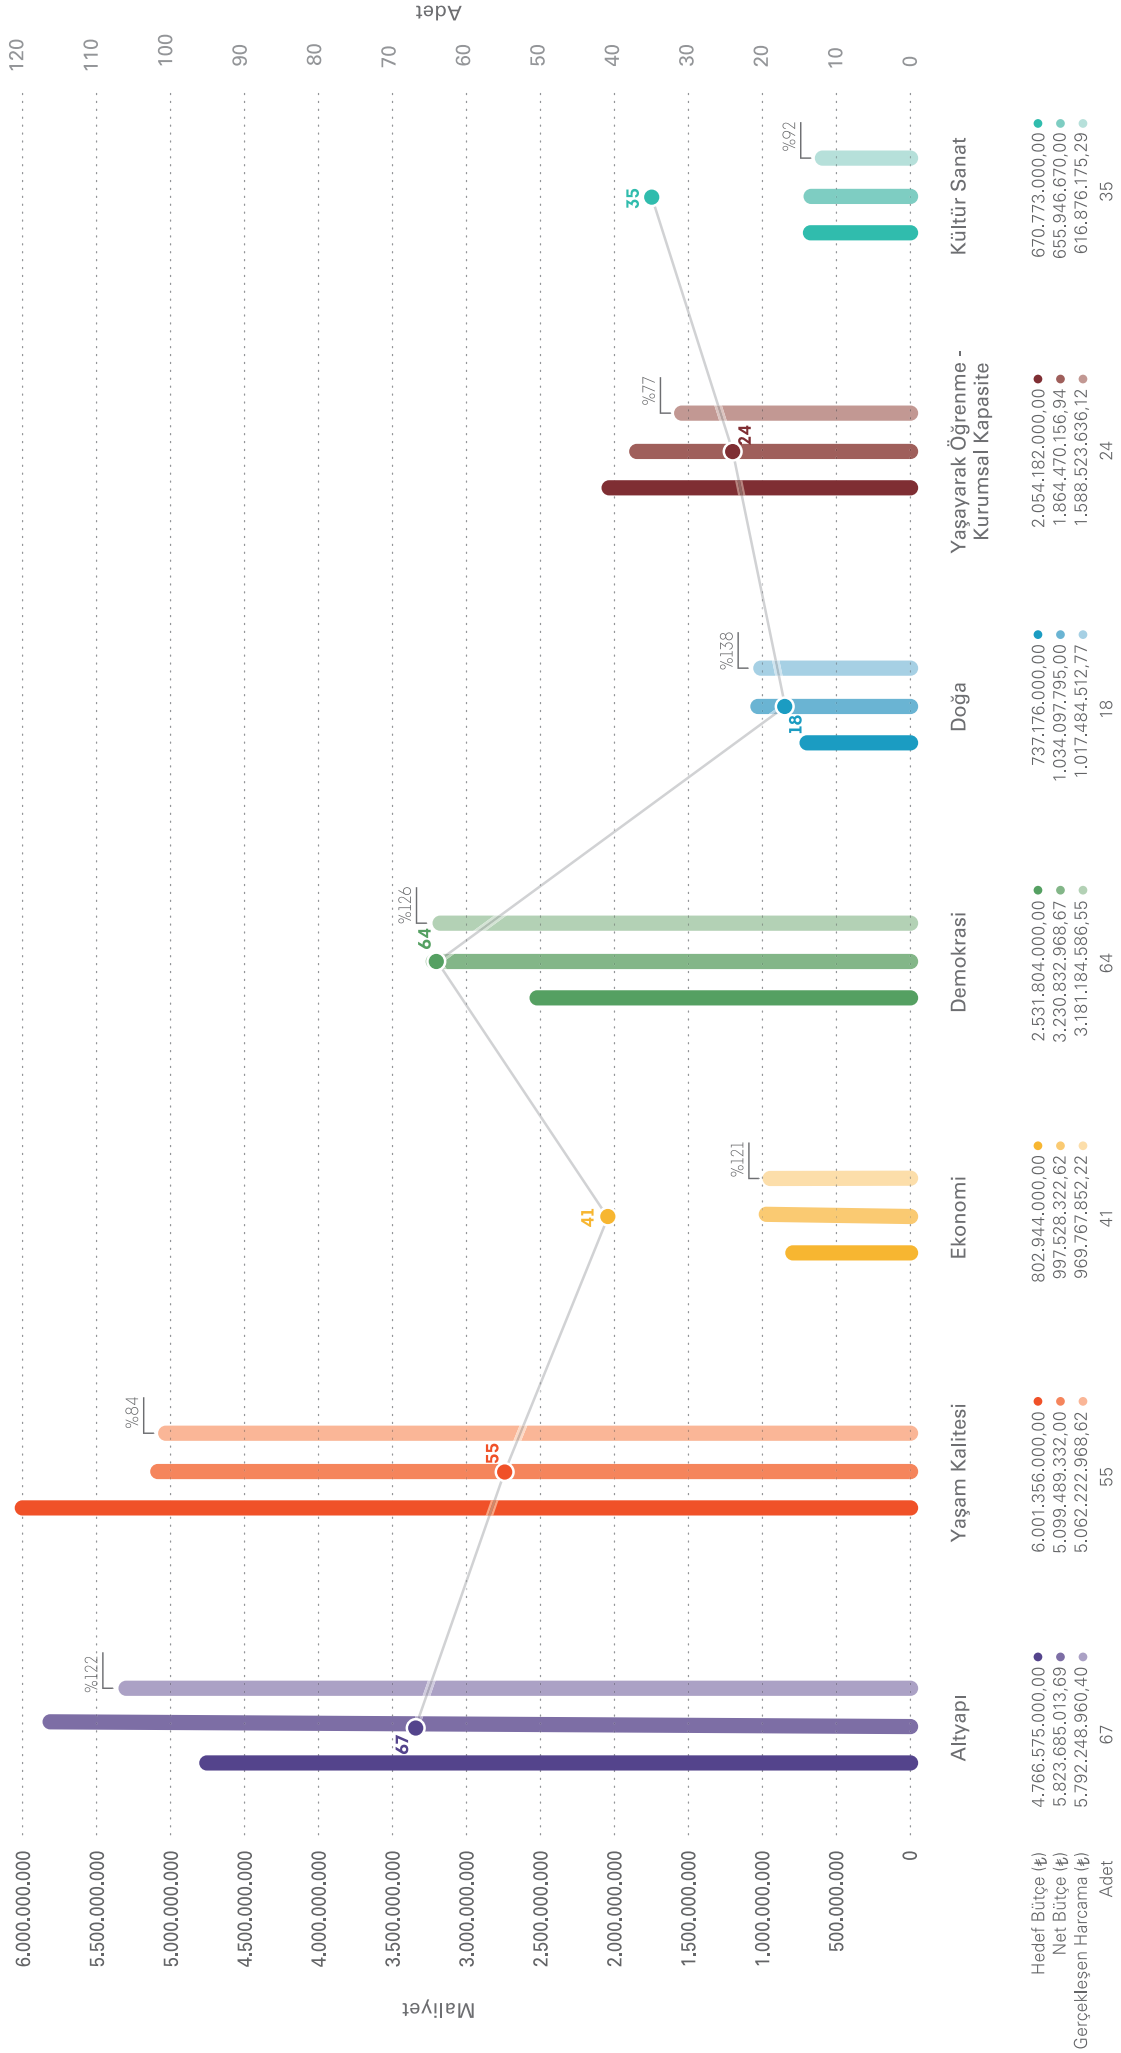 Maliyet
Adet
6.000.000.000
5.500.000.000
5.000.000.000
4.500.000.000
4.000.000.000
3.500.000.000
3.000.000.000
2.500.000.000
2.000.000.000
1.500.000.000
1.000.000.000
500.000.000
0
120
110
100
90
80
70
60
50
40
30
20
10
0
%122
%84
%121
%126
%138
%77
%92
67
55
41
64
18
24
35
Altyapı
Yaşam Kalitesi
Ekonomi
Demokrasi
Doğa
Yaşayarak Öğrenme -
Kurumsal Kapasite
Kültür Sanat
Hedef Bütçe (₺) 4.766.575.000,00 6.001.356.000,00 802.944.000,00 2.531.804.000,00 737.176.000,00 2.054.182.000,00 670.773.000,00
Net Bütçe (₺) 5.823.685.013,69 5.099.489.332,00 997.528.322,62 3.230.832.968,67 1.034.097.795,00 1.864.470.156,94 655.946.670,00
Gerçekleşen Harcama (₺) 5.792.248.960,40 5.062.222.968,62 969.767.852,22 3.181.184.586,55 1.017.484.512,77 1.588.523.636,12 616.876.175,29
Adet 67 55 41 64 18 24 35